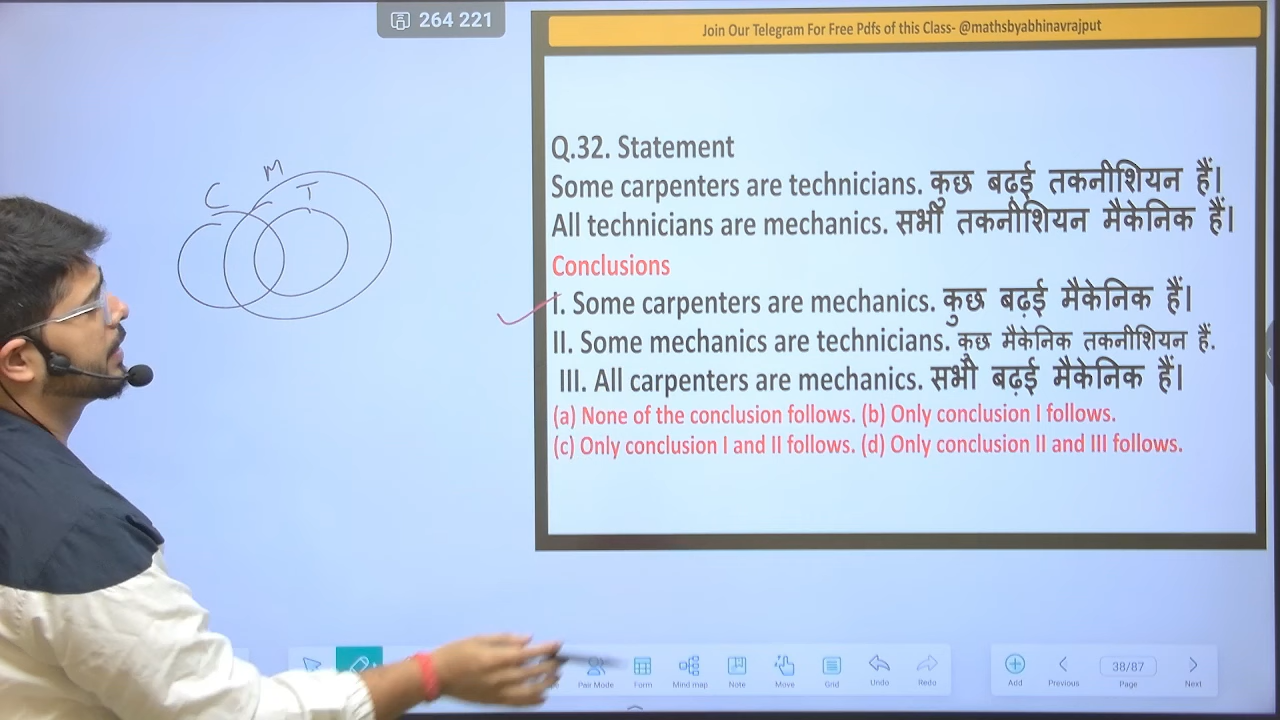 264 221
Join Our Telegram For Free Pdfs of this Class- @mathsbyabhinavrajput
Q.32. Statement
Some carpenters are technicians. कुछ बढ़ई तकनीशियन हैं।
All technicians are mechanics. सभी तकनीशियन मैकेनिक हैं।
Conclusions
I. Some carpenters are mechanics. कुछ बढ़ई मैकेनिक हैं।
II. Some mechanics are technicians. कुछ मैकेनिक तकनीशियन हैं.
III. All carpenters are mechanics. सभी बढ़ई मैकेनिक हैं।
(a) None of the conclusion follows. (b) Only conclusion I follows.
(c) Only conclusion I and II follows. (d) Only conclusion II and III follows.
M
C T
Pair Mode Form Mind map Note Move Grid Undo Redo Add Previous 38/87 Page Next